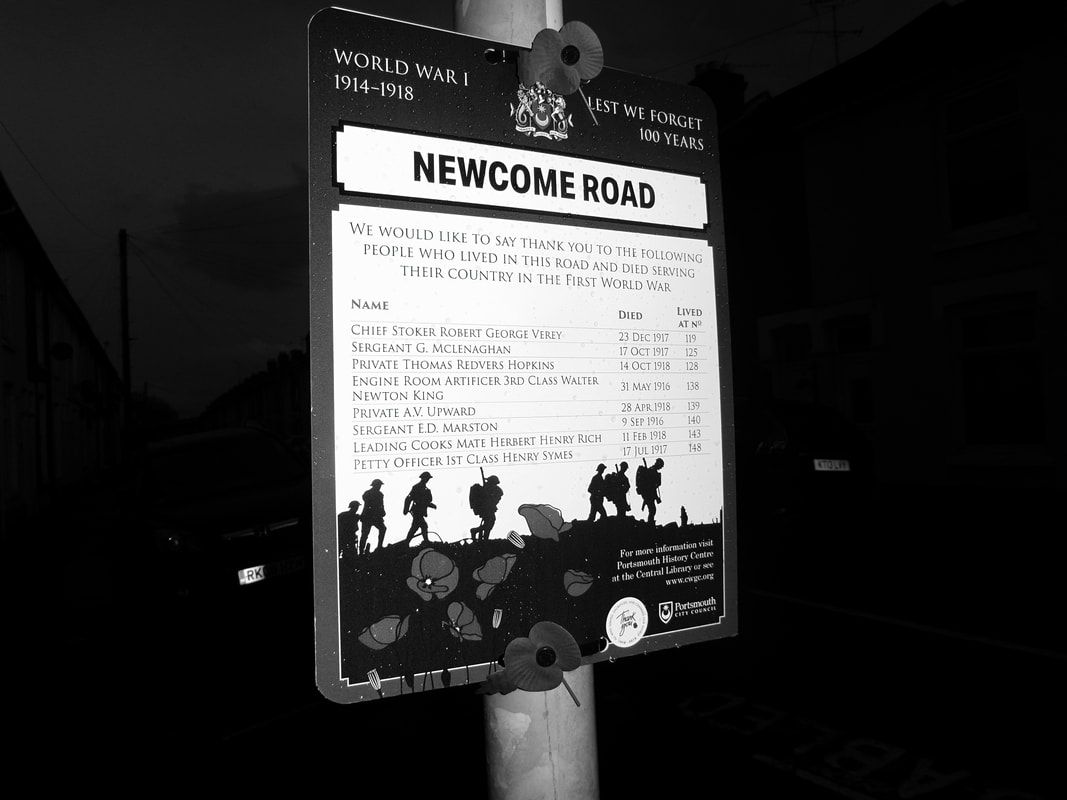 WORLD WAR I
1914–1918
LEST WE FORGET
100 YEARS
NEWCOME ROAD
WE WOULD LIKE TO SAY THANK YOU TO THE FOLLOWING
PEOPLE WHO LIVED IN THIS ROAD AND DIED SERVING
THEIR COUNTRY IN THE FIRST WORLD WAR
NAME DIED LIVED
AT Nº
CHIEF STOKER ROBERT GEORGE VEREY 23 DEC 1917 119
SERGEANT G. MCLENAGHAN 17 OCT 1917 125
PRIVATE THOMAS REDVERS HOPKINS 14 OCT 1918 128
ENGINE ROOM ARTIFICER 3RD CLASS WALTER
NEWTON KING 31 MAY 1916 138
PRIVATE A.V. UPWARD 28 APR 1918 139
SERGEANT E.D. MARSTON 9 SEP 1916 140
LEADING COOKS MATE HERBERT HENRY RICH 11 FEB 1918 143
PETTY OFFICER 1ST CLASS HENRY SYMES 17 JUL 1917 148
For more information visit
Portsmouth History Centre
at the Central Library or see
www.cwgc.org
Thank
you
Portsmouth
CITY COUNCIL
RK
ABLED